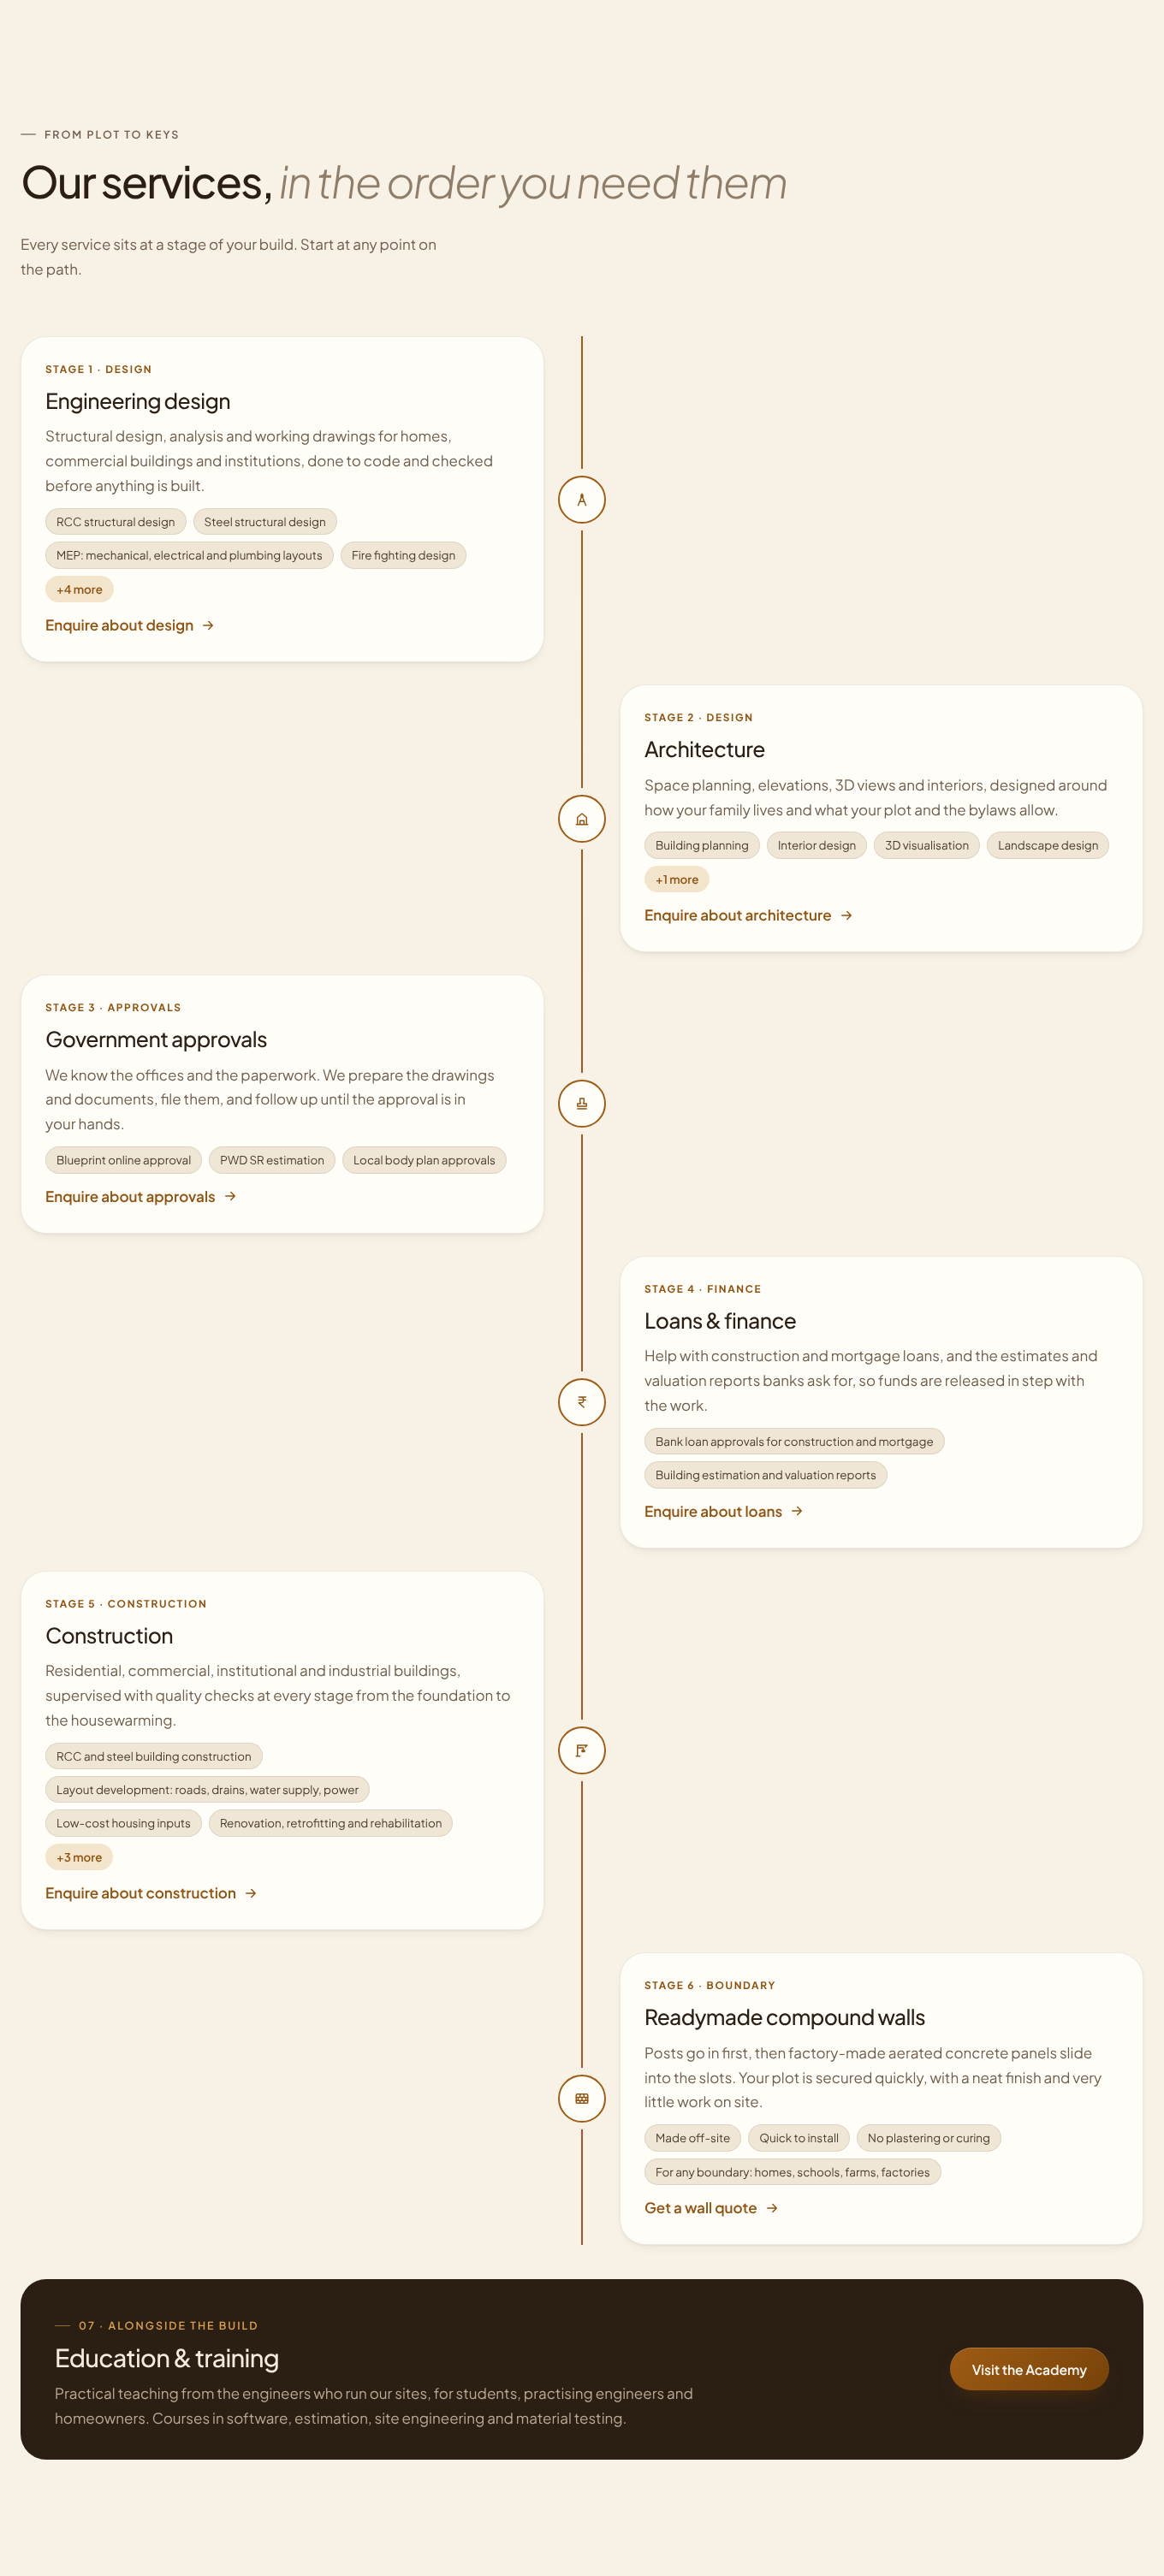 — FROM PLOT TO KEYS
Our services, in the order you need them
Every service sits at a stage of your build. Start at any point on
the path.
STAGE 1 · DESIGN
Engineering design
Structural design, analysis and working drawings for homes,
commercial buildings and institutions, done to code and checked
before anything is built.
RCC structural design
Steel structural design
MEP: mechanical, electrical and plumbing layouts
Fire fighting design
+4 more
Enquire about design →
STAGE 2 · DESIGN
Architecture
Space planning, elevations, 3D views and interiors, designed around
how your family lives and what your plot and the bylaws allow.
Building planning
Interior design
3D visualisation
Landscape design
+1 more
Enquire about architecture →
STAGE 3 · APPROVALS
Government approvals
We know the offices and the paperwork. We prepare the drawings
and documents, file them, and follow up until the approval is in
your hands.
Blueprint online approval
PWD SR estimation
Local body plan approvals
Enquire about approvals →
STAGE 4 · FINANCE
Loans & finance
Help with construction and mortgage loans, and the estimates and
valuation reports banks ask for, so funds are released in step with
the work.
₹
Bank loan approvals for construction and mortgage
Building estimation and valuation reports
Enquire about loans →
STAGE 5 · CONSTRUCTION
Construction
Residential, commercial, institutional and industrial buildings,
supervised with quality checks at every stage from the foundation to
the housewarming.
RCC and steel building construction
Layout development: roads, drains, water supply, power
Low-cost housing inputs
Renovation, retrofitting and rehabilitation
+3 more
Enquire about construction →
STAGE 6 · BOUNDARY
Readymade compound walls
Posts go in first, then factory-made aerated concrete panels slide
into the slots. Your plot is secured quickly, with a neat finish and very
little work on site.
Made off-site
Quick to install
No plastering or curing
For any boundary: homes, schools, farms, factories
Get a wall quote →
— 07 · ALONGSIDE THE BUILD
Education & training
Practical teaching from the engineers who run our sites, for students, practising engineers and
homeowners. Courses in software, estimation, site engineering and material testing.
Visit the Academy